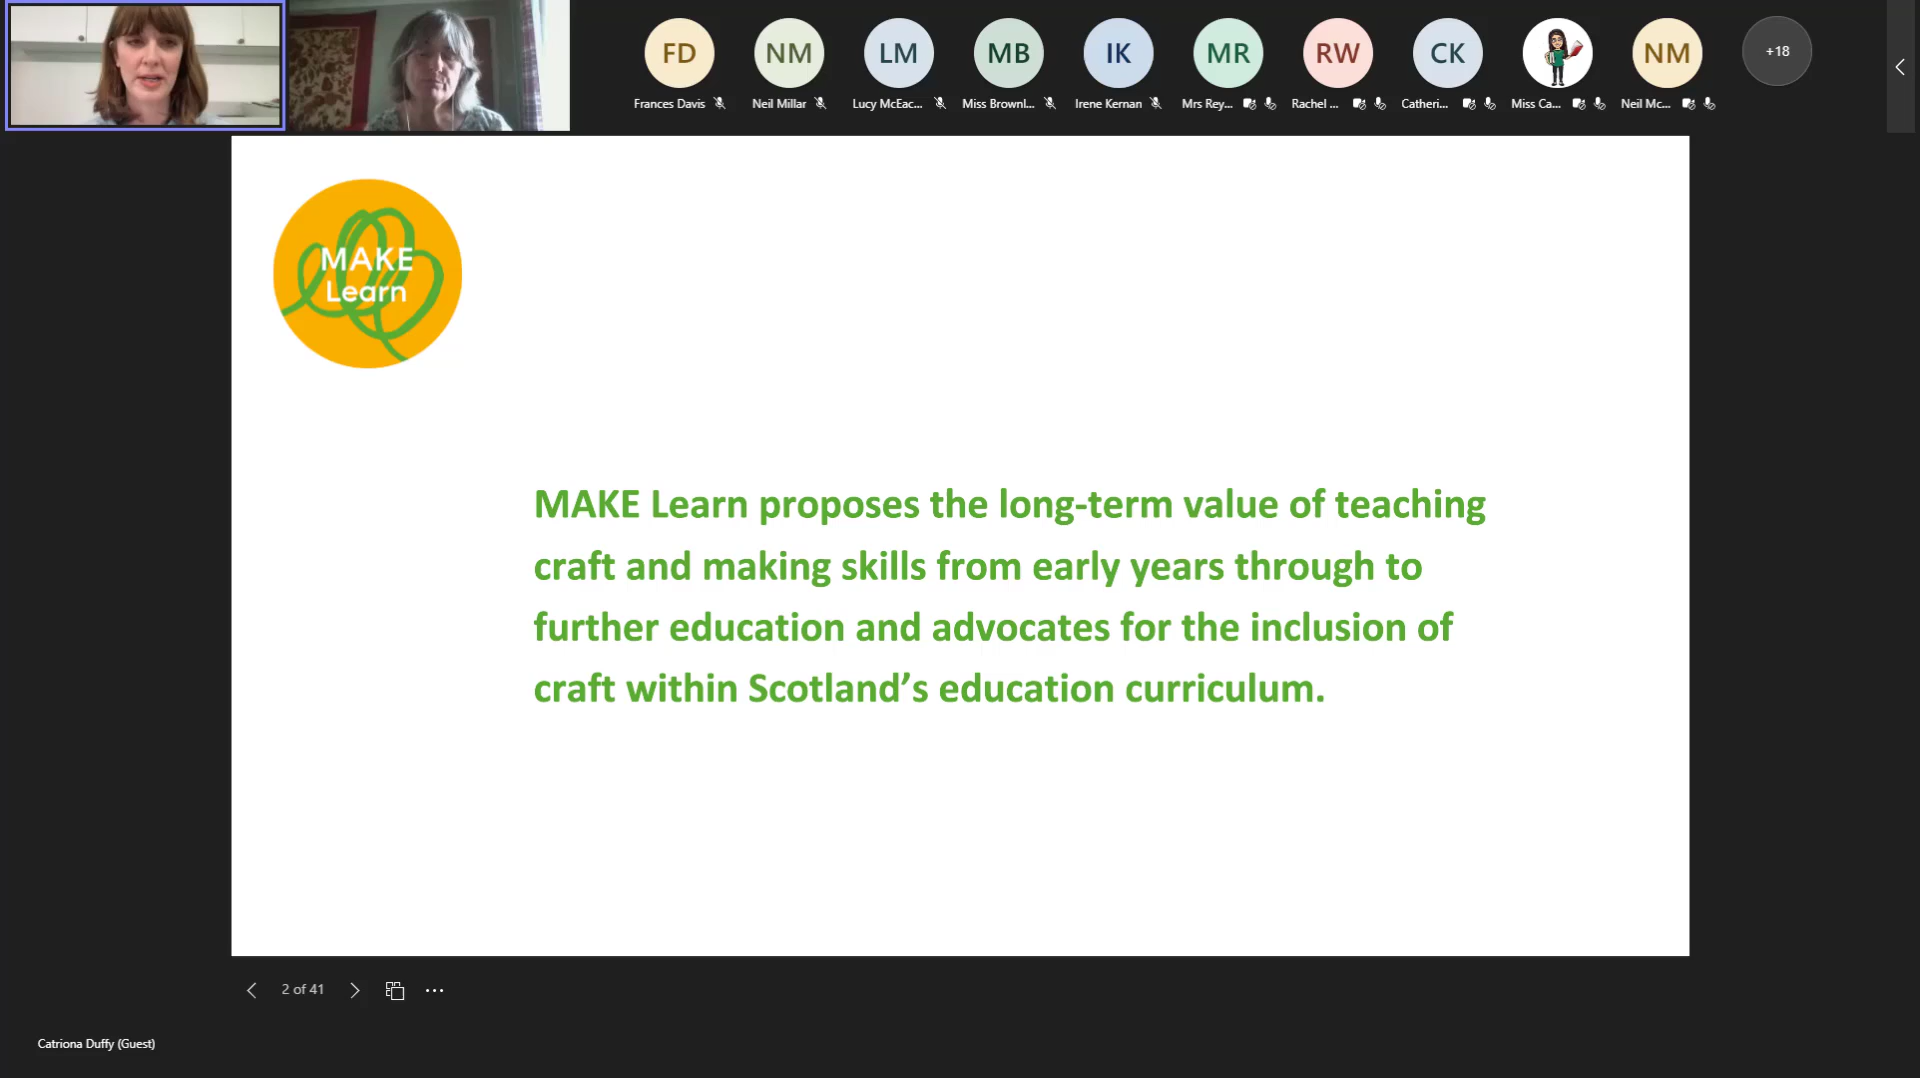 FD
NM
LM
MB
IK
MR
RW
CK
NM
+18
Frances Davis
Neil Millar
Lucy McEac...
Miss Brownl...
Irene Kernan
Mrs Rey...
Rachel ...
Catheri...
Miss Ca...
Neil Mc...
MAKE
Learn
MAKE Learn proposes the long-term value of teaching
craft and making skills from early years through to
further education and advocates for the inclusion of
craft within Scotland’s education curriculum.
2 of 41
Catriona Duffy (Guest)